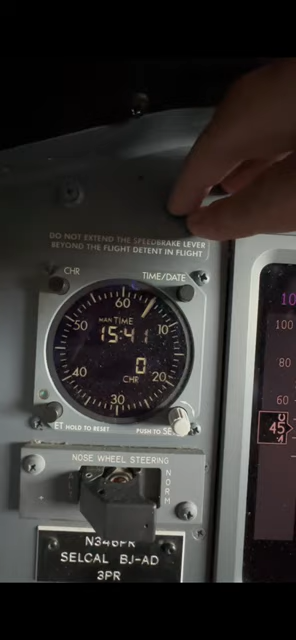 DO NOT EXTEND THE SPEEDBRAKE LEVER
BEYOND THE FLIGHT DETENT IN FLIGHT
CHR
TIME/DATE
60
50
10
MAN TIME
15:41
0
CHR
40
20
30
ET HOLD TO RESET
PUSH TO SET
NOSE WHEEL STEERING
NORM
SELCAL BJ-AD
3PR
10
100
80
60
45